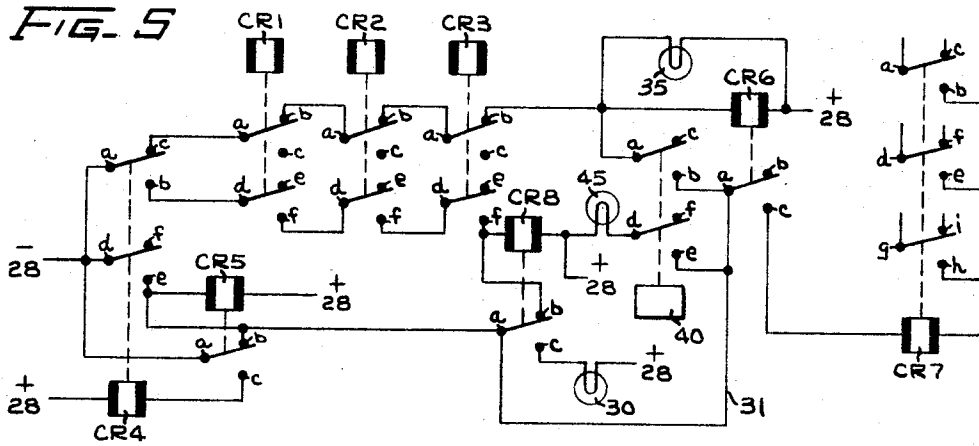 FIG. 5
CR1 CR2 CR3
35 CR6
+ 28
a c b
a b c
a b c
a b c
a c b
a b c
a c b
d e f
d e f
d e f
d f e
CR8
45
d f e
d f e
g i h
- 28
CR5
+ 28
a b c
+ 28
a b c
40
+ 28
30
31
CR7
+ 28
CR4